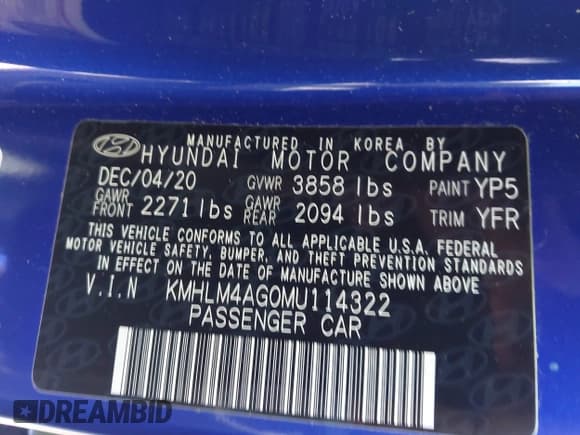 MANUFACTURED IN KOREA BY
HYUNDAI MOTOR COMPANY
DEC/04/20 GVWR 3858 lbs PAINT YP5
GAWR FRONT 2271 lbs GAWR REAR 2094 lbs TRIM YFR
THIS VEHICLE CONFORMS TO ALL APPLICABLE U.S.A. FEDERAL
MOTOR VEHICLE SAFETY, BUMPER, AND THEFT PREVENTION STANDARDS
IN EFFECT ON THE DATE OF MANUFACTURE SHOWN ABOVE.
V.I.N KMHLM4AG0MU114322
PASSENGER CAR
DREAMBID